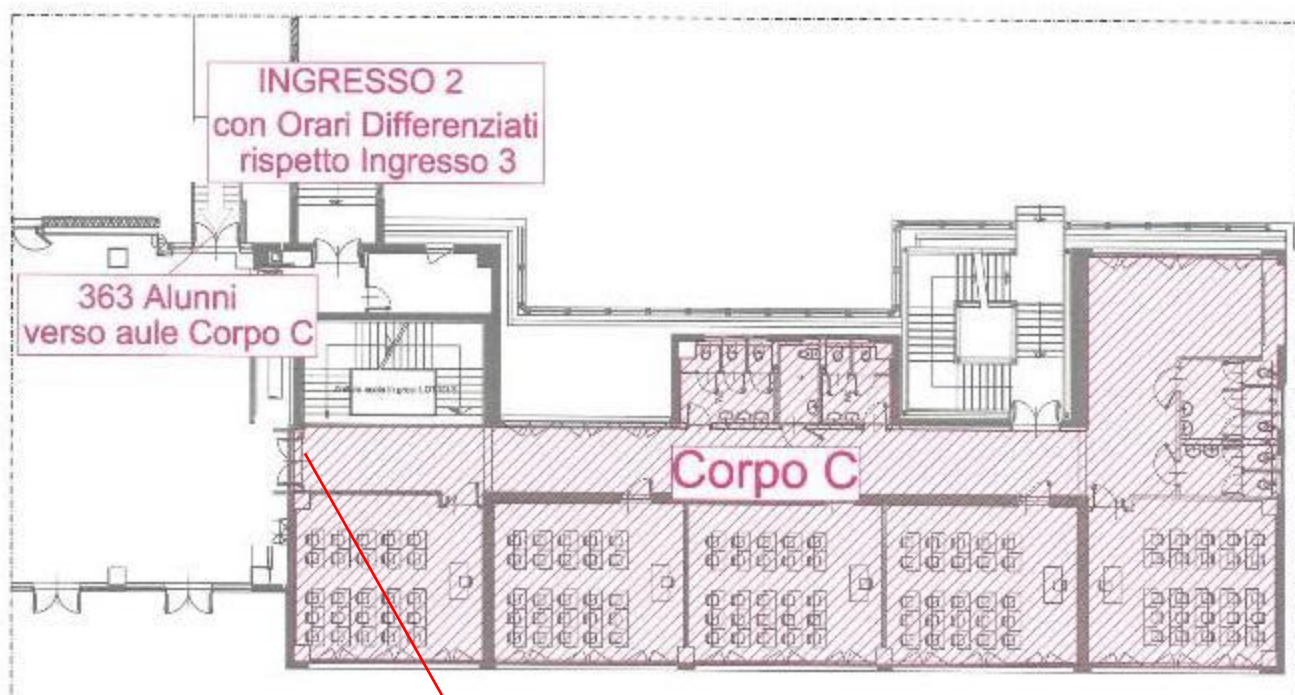 INGRESSO 2
con Orari Differenziati
rispetto Ingresso 3
363 Alunni
verso aule Corpo C
Corpo C